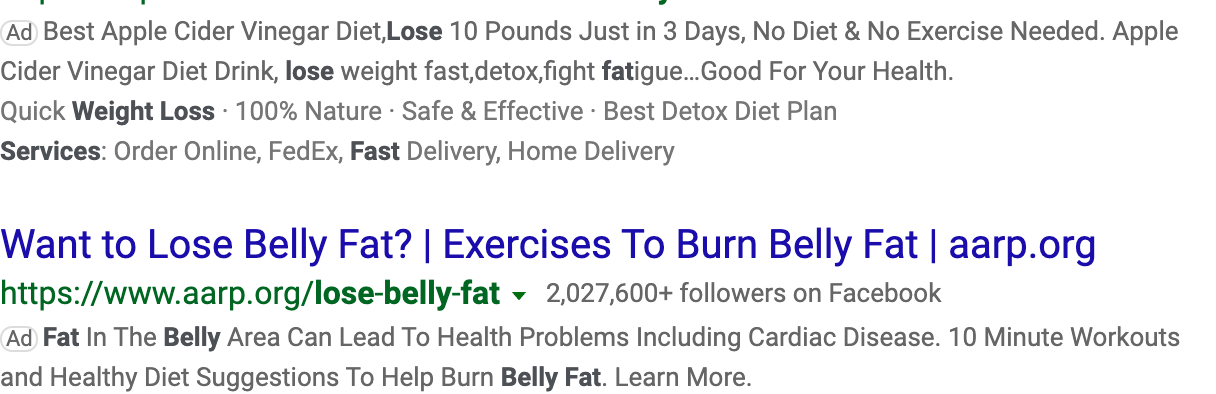 Ad Best Apple Cider Vinegar Diet,Lose 10 Pounds Just in 3 Days, No Diet & No Exercise Needed. Apple
Cider Vinegar Diet Drink, lose weight fast,detox,fight fatigue...Good For Your Health.
Quick Weight Loss · 100% Nature · Safe & Effective · Best Detox Diet Plan
Services: Order Online, FedEx, Fast Delivery, Home Delivery
Want to Lose Belly Fat? | Exercises To Burn Belly Fat | aarp.org
https://www.aarp.org/lose-belly-fat 2,027,600+ followers on Facebook
Ad Fat In The Belly Area Can Lead To Health Problems Including Cardiac Disease. 10 Minute Workouts
and Healthy Diet Suggestions To Help Burn Belly Fat. Learn More.